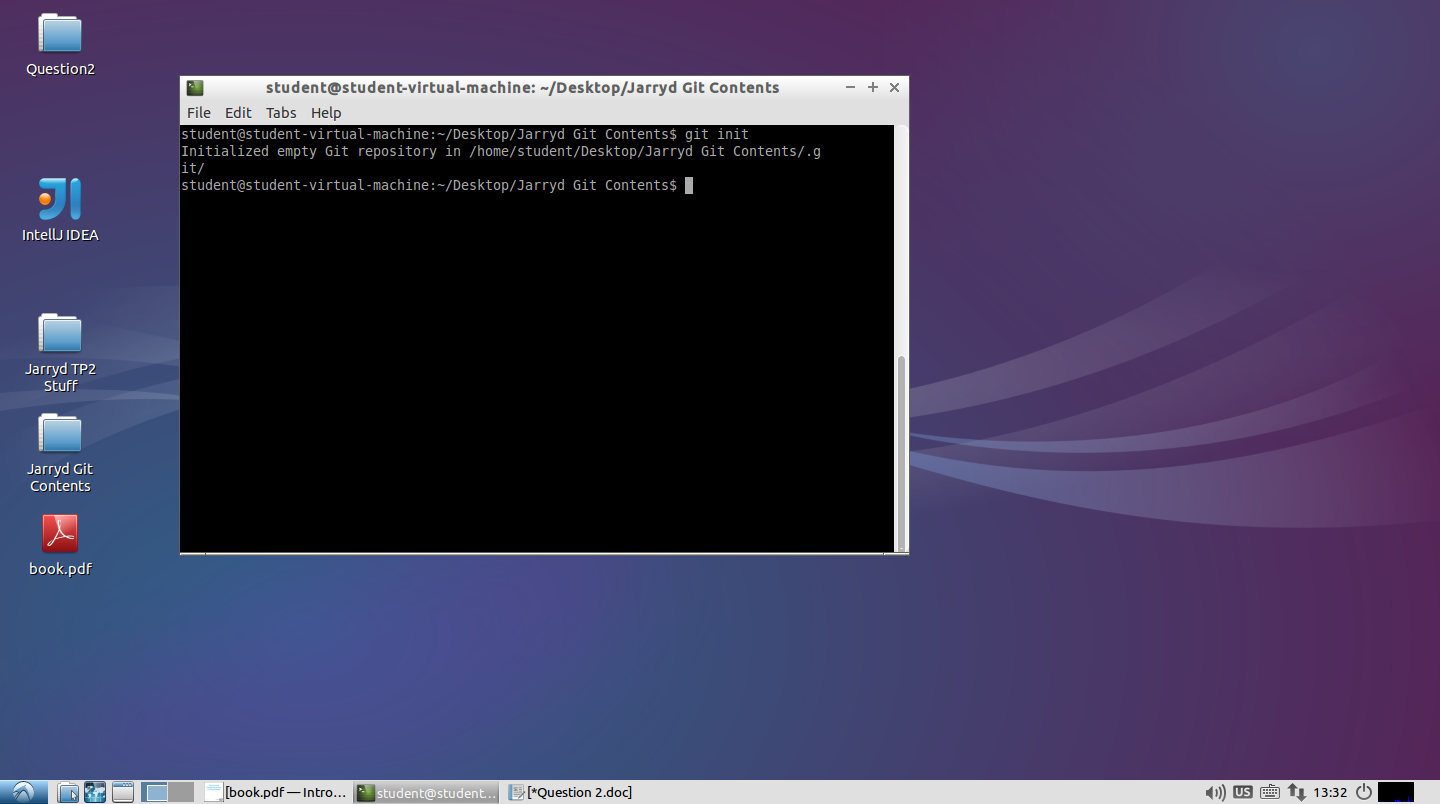 Question2
IntellJ IDEA
Jarryd TP2
Stuff
Jarryd Git
Contents
book.pdf
student@student-virtual-machine: ~/Desktop/Jarryd Git Contents
File Edit Tabs Help
student@student-virtual-machine:~/Desktop/Jarryd Git Contents$ git init
Initialized empty Git repository in /home/student/Desktop/Jarryd Git Contents/.g
it/
student@student-virtual-machine:~/Desktop/Jarryd Git Contents$
[book.pdf — Intro... student@student... [*Question 2.doc] US 13:32